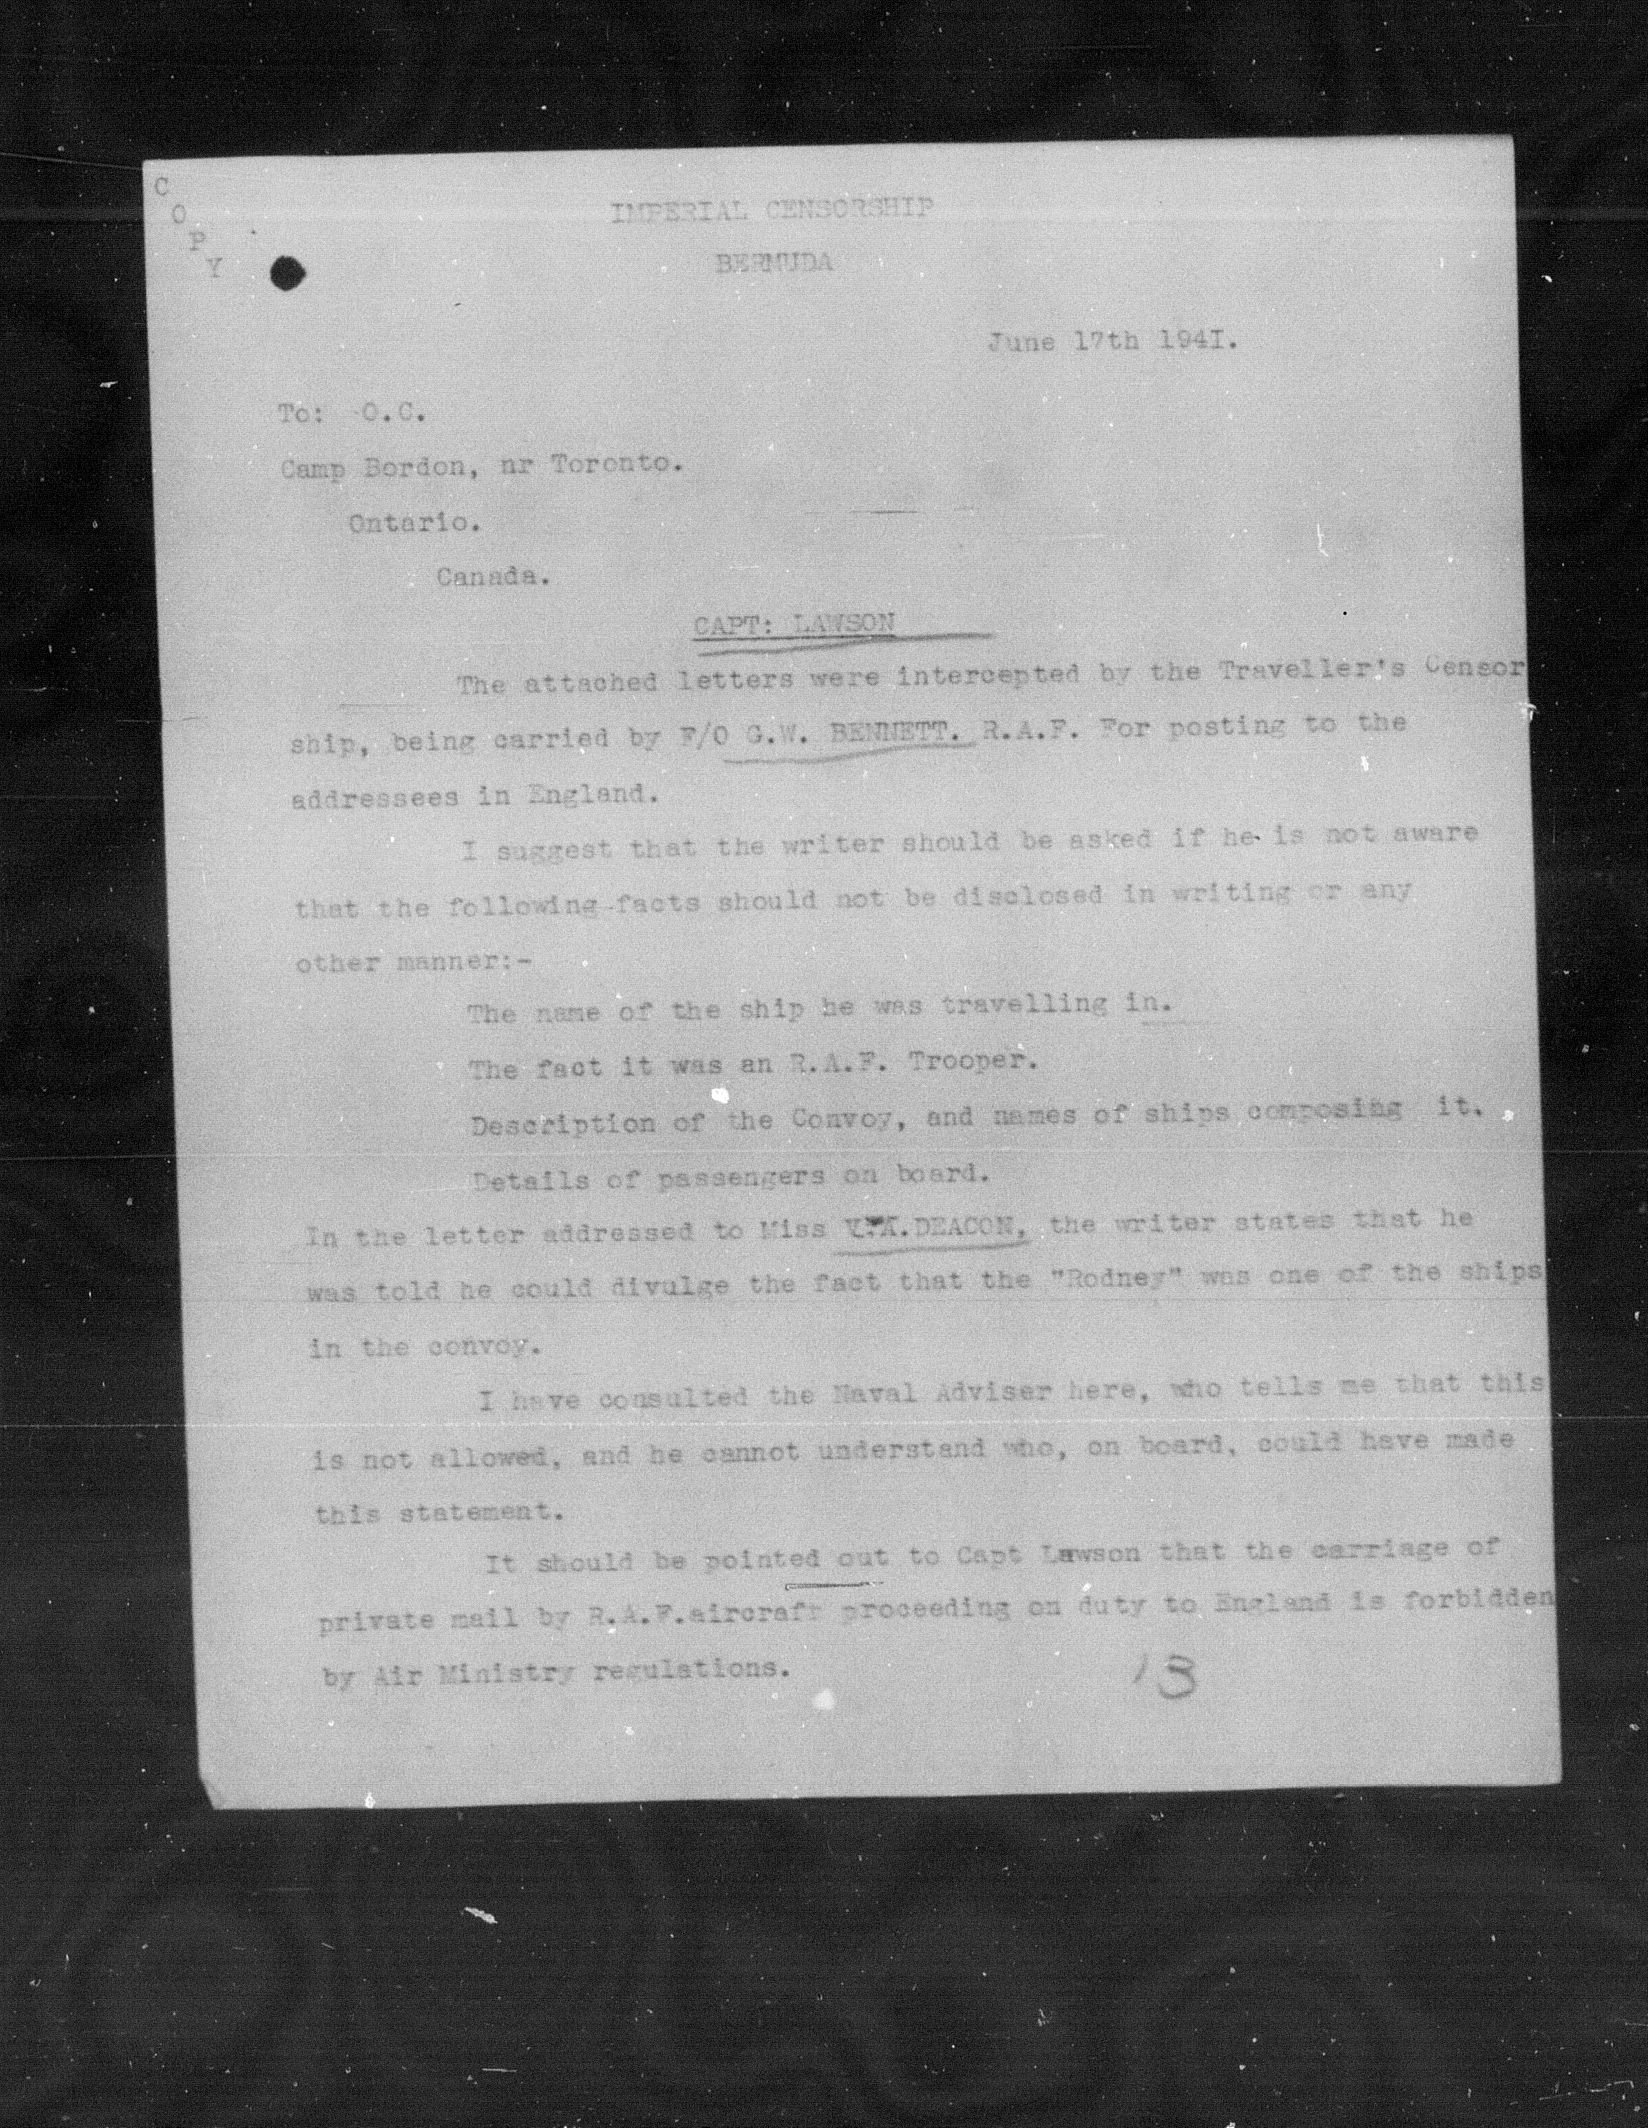 C
O
P
Y
IMPERIAL CENSORSHIP
BERMUDA
June 17th 194I.
To: O.C.
Camp Bordon, nr Toronto.
Ontario.
Canada.
CAPT: LAWSON
The attached letters were intercepted by the Traveller's Censor
ship, being carried by F/O G.W. BENNETT. R.A.F. For posting to the
addressees in England.
I suggest that the writer should be asked if he is not aware
that the following facts should not be disclosed in writing or any
other manner:-
The name of the ship he was travelling in.
The fact it was an R.A.F. Trooper.
Description of the Convoy, and names of ships composing it.
Details of passengers on board.
In the letter addressed to Miss V.K.DEACON, the writer states that he
was told he could divulge the fact that the "Rodney" was one of the ships
in the convoy.
I have consulted the Naval Adviser here, who tells me that this
is not allowed, and he cannot understand who, on board, could have made
this statement.
It should be pointed out to Capt Lawson that the carriage of
private mail by R.A.F.aircraft proceeding on duty to England is forbidden
by Air Ministry regulations.
13